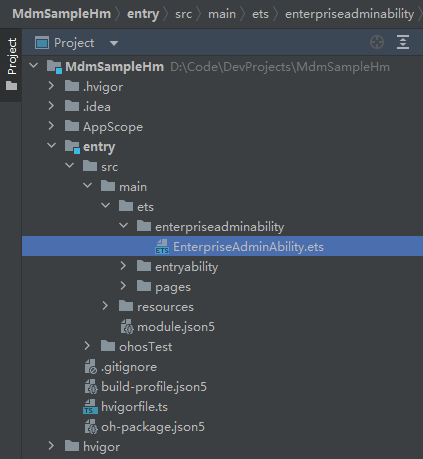 MdmSampleHm 〉 entry 〉 src 〉 main 〉 ets 〉 enterpriseadminability 〉
Project
Project
MdmSampleHm D:\Code\DevProjects\MdmSampleHm
.hvigor
.idea
AppScope
entry
src
main
ets
enterpriseadminability
ETS EnterpriseAdminAbility.ets
entryability
pages
resources
module.json5
ohosTest
.gitignore
build-profile.json5
TS hvigorfile.ts
oh-package.json5
hvigor